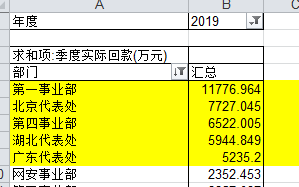 A B
年度 2019
求和项:季度实际回款(万元)
部门 汇总
第一事业部 11776.964
北京代表处 7727.045
第四事业部 6522.005
湖北代表处 5944.849
广东代表处 5235.2
网安事业部 2352.453